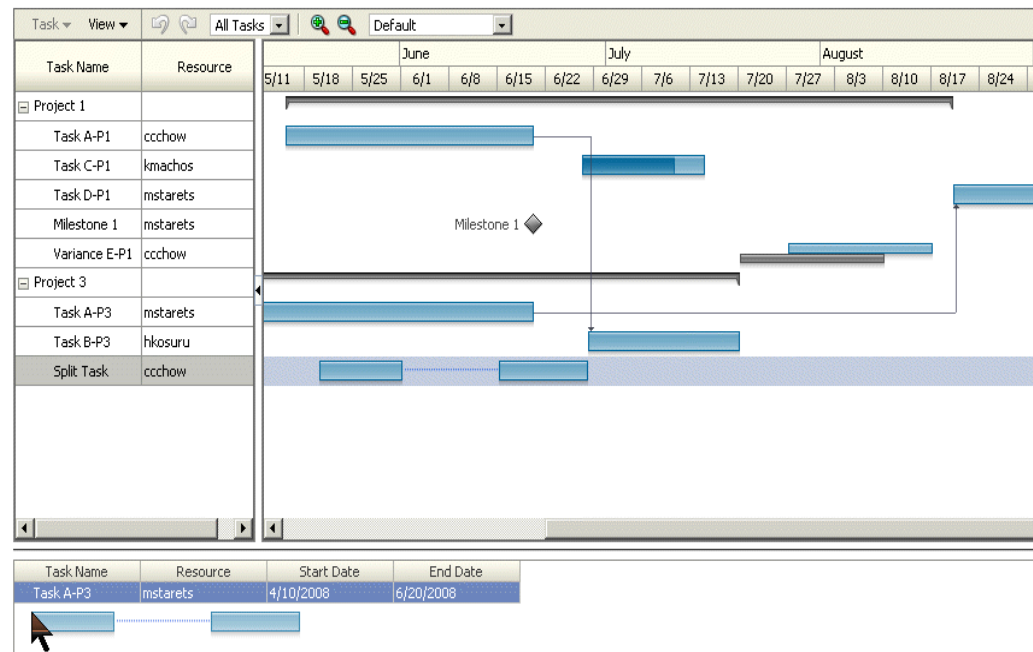 Task View All Tasks Default
Task Name Resource
June July August
5/11 5/18 5/25 6/1 6/8 6/15 6/22 6/29 7/6 7/13 7/20 7/27 8/3 8/10 8/17 8/24
Project 1
Task A-P1 ccchow
Task C-P1 kmachos
Task D-P1 mstarets
Milestone 1 mstarets Milestone 1
Variance E-P1 ccchow
Project 3
Task A-P3 mstarets
Task B-P3 hkosuru
Split Task ccchow
Task Name Resource Start Date End Date
Task A-P3 mstarets 4/10/2008 6/20/2008